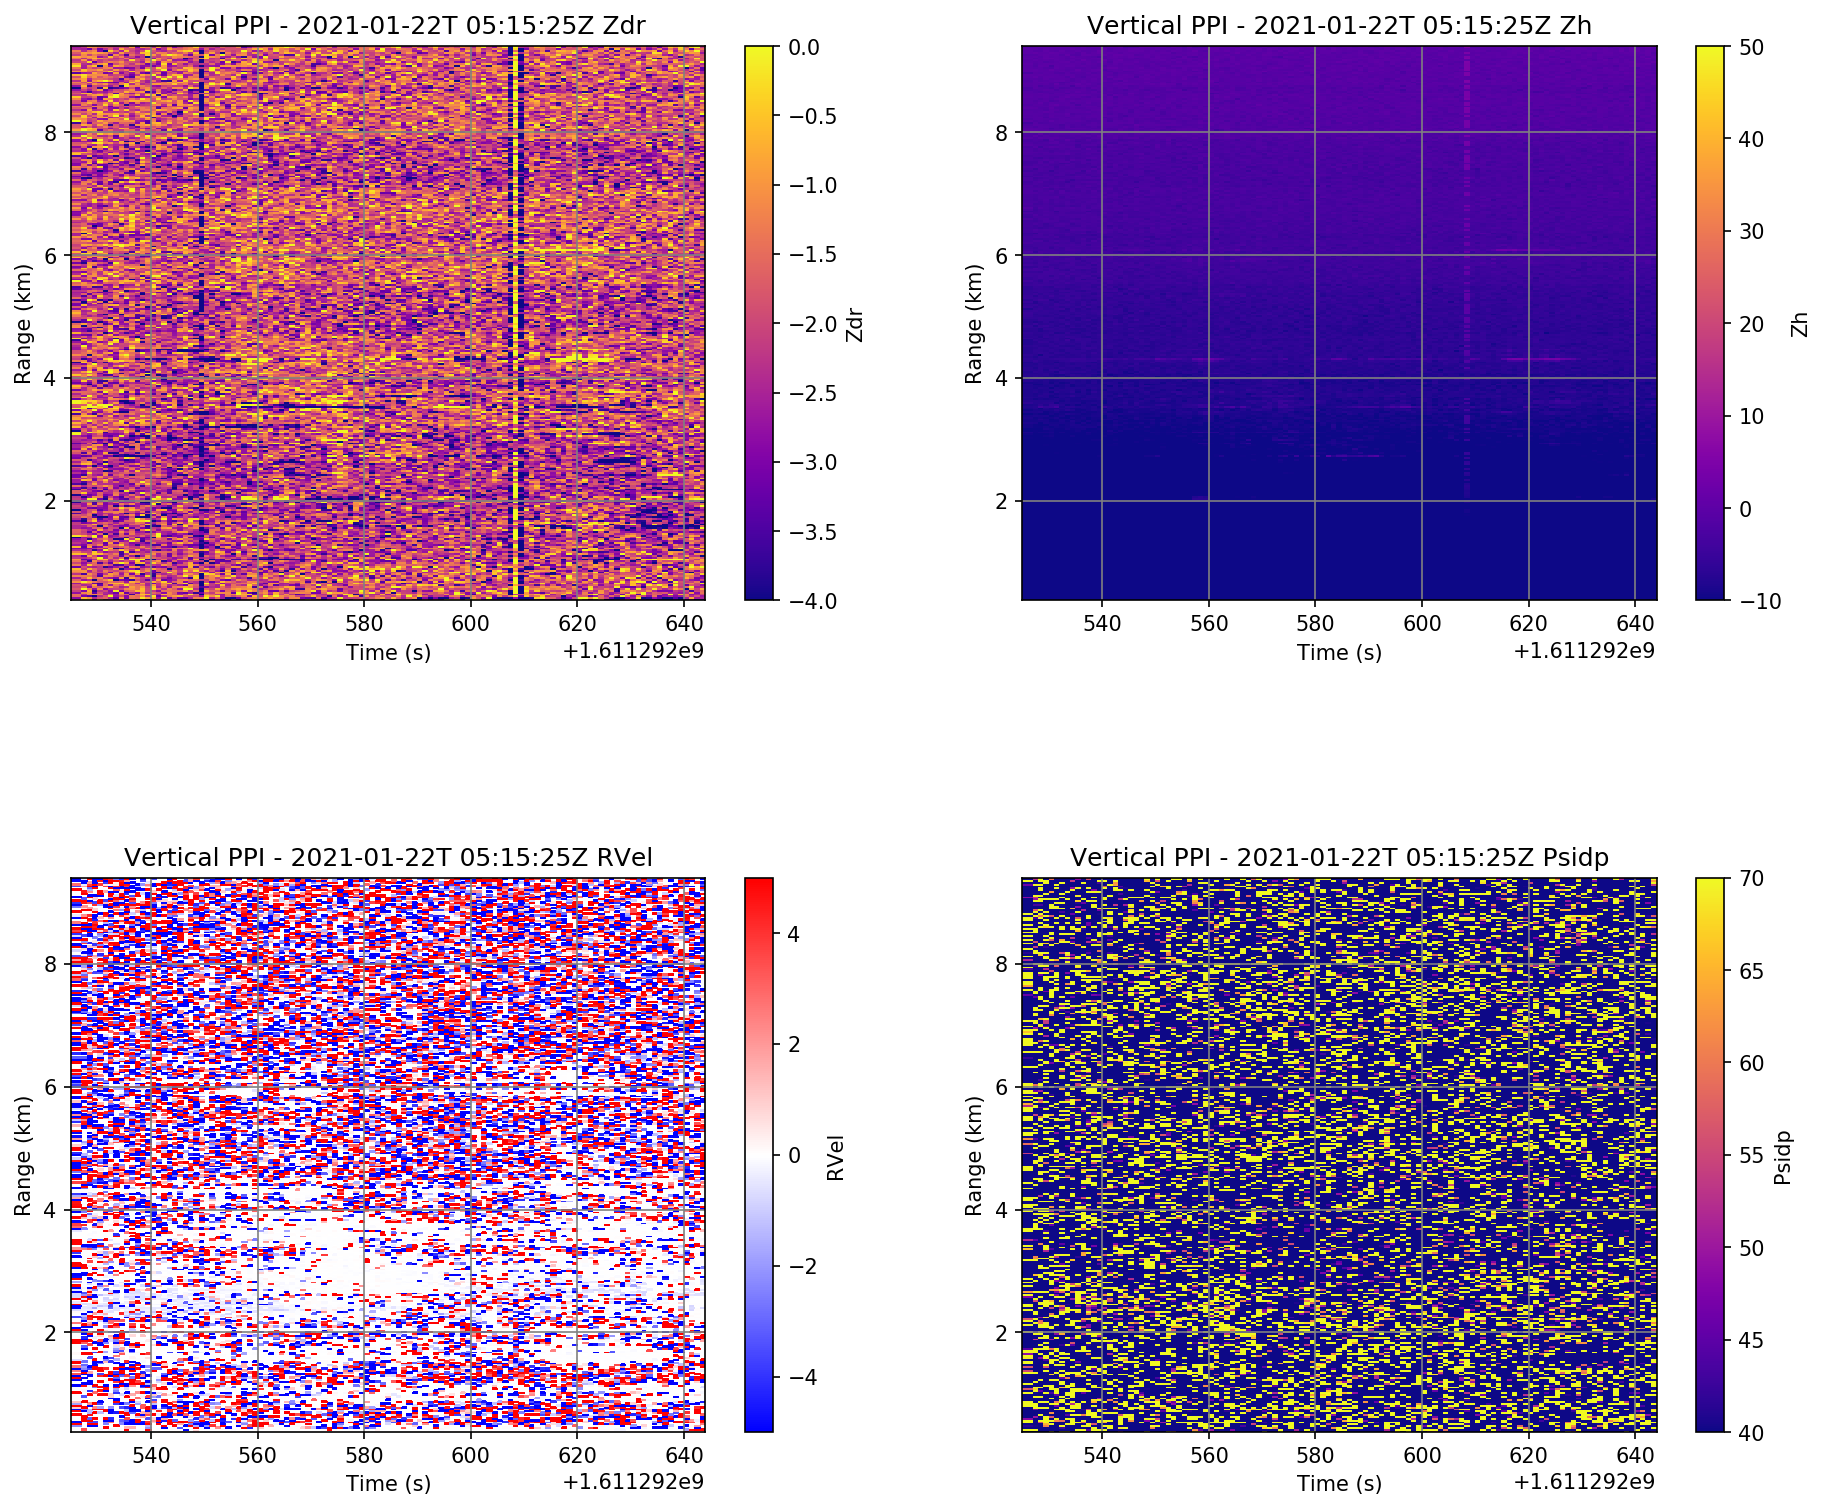 Vertical PPI - 2021-01-22T 05:15:25Z Zdr
Range (km)
8
6
4
2
540 560 580 600 620 640
Time (s)
+1.611292e9
0.0
−0.5
−1.0
−1.5
−2.0
−2.5
−3.0
−3.5
−4.0
Zdr
Vertical PPI - 2021-01-22T 05:15:25Z Zh
Range (km)
8
6
4
2
540 560 580 600 620 640
Time (s)
+1.611292e9
50
40
30
20
10
0
−10
Zh
Vertical PPI - 2021-01-22T 05:15:25Z RVel
Range (km)
8
6
4
2
540 560 580 600 620 640
Time (s)
+1.611292e9
4
2
0
−2
−4
RVel
Vertical PPI - 2021-01-22T 05:15:25Z Psidp
Range (km)
8
6
4
2
540 560 580 600 620 640
Time (s)
+1.611292e9
70
65
60
55
50
45
40
Psidp